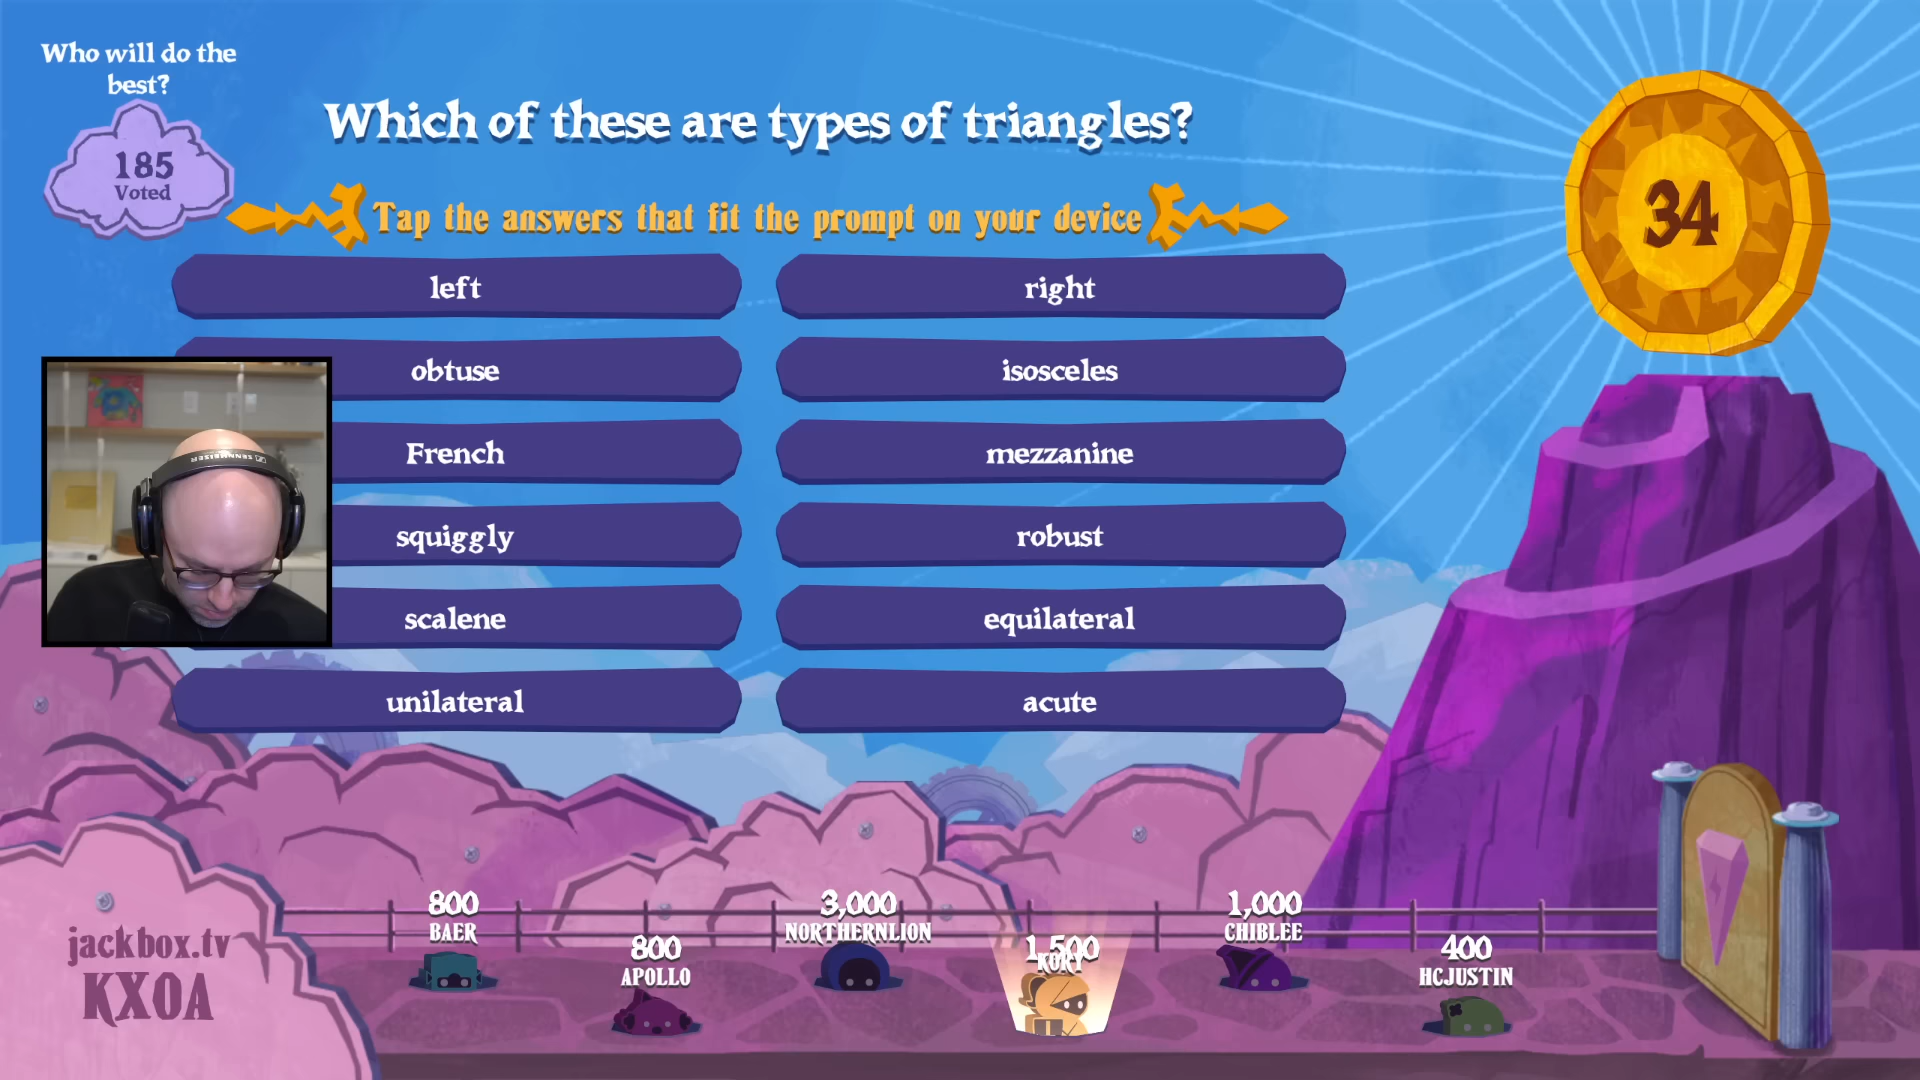 Who will do the
best?
185
Voted
Which of these are types of triangles?
Tap the answers that fit the prompt on your device
34
left
right
obtuse
isosceles
French
mezzanine
squiggly
robust
scalene
equilateral
unilateral
acute
SENNHEISER
800
BAER
800
APOLLO
3,000
NORTHERNLION
1,500
KORY
1,000
CHIBLEE
400
HCJUSTIN
jackbox.tv
KXOA